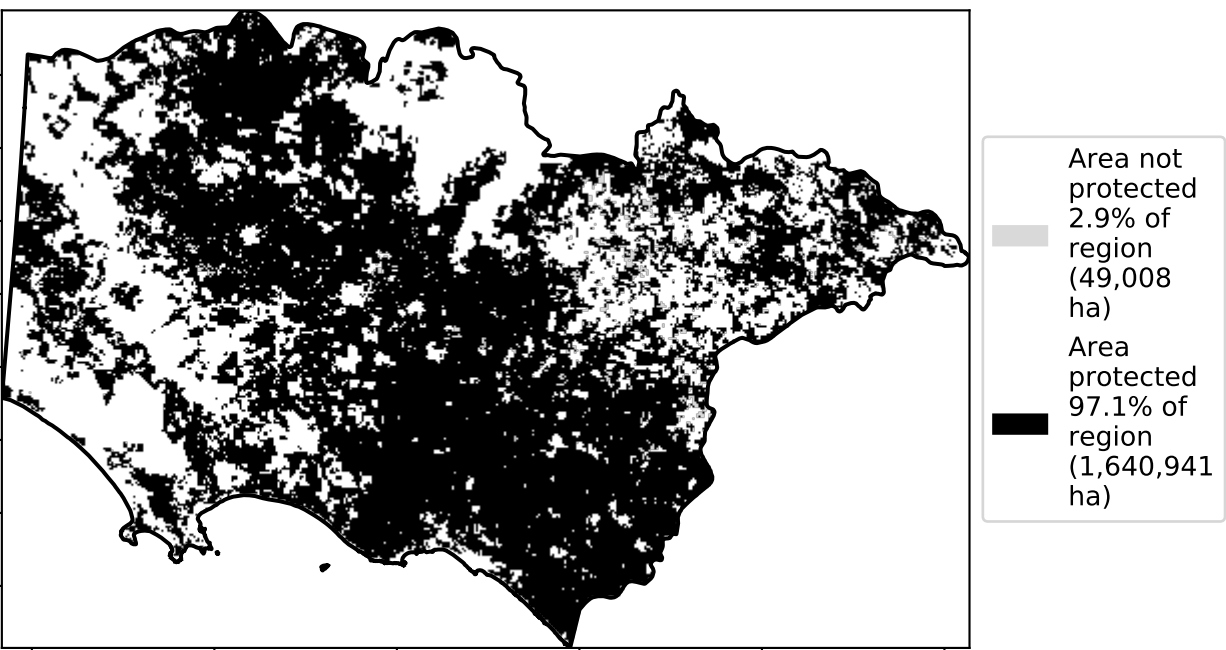 Area not
protected
2.9% of
region
(49,008
ha)
Area
protected
97.1% of
region
(1,640,941
ha)